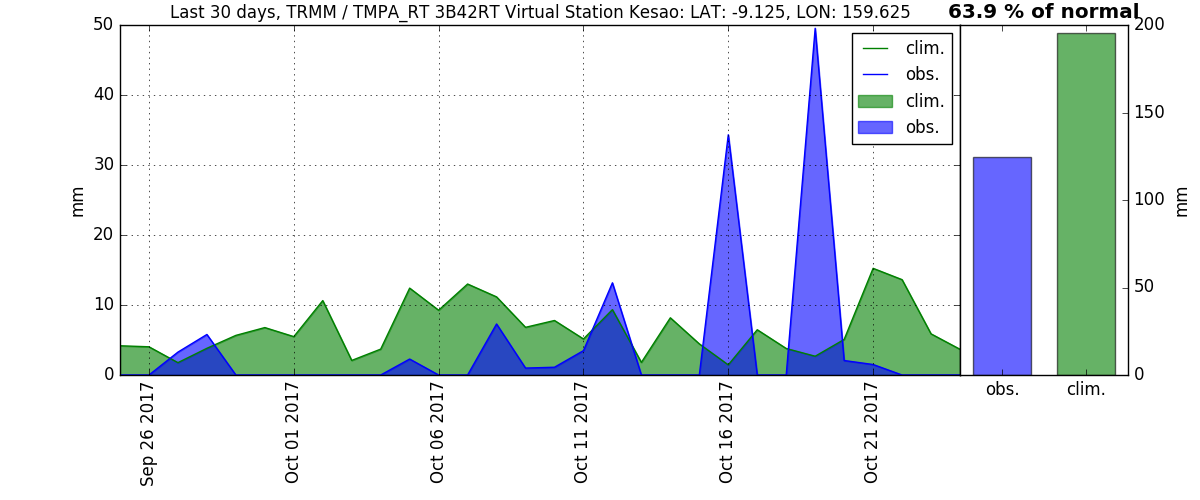 Last 30 days, TRMM / TMPA_RT 3B42RT Virtual Station Kesao: LAT: -9.125, LON: 159.625
63.9 % of normal
50
40
30
20
10
0
mm
clim.
obs.
clim.
obs.
200
150
100
50
0
mm
obs.
clim.
Sep 26 2017
Oct 01 2017
Oct 06 2017
Oct 11 2017
Oct 16 2017
Oct 21 2017